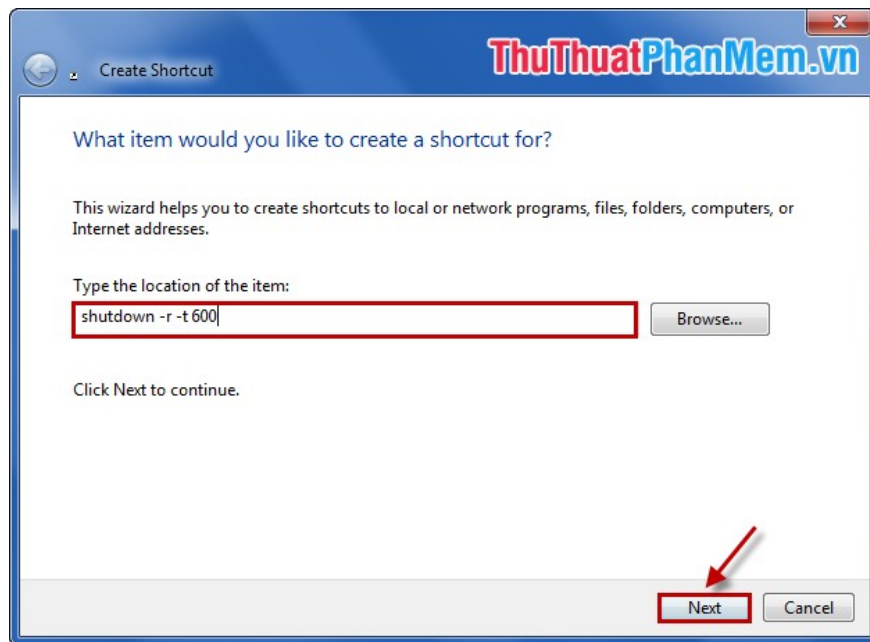 ThuThuatPhanMem.vn
Create Shortcut
What item would you like to create a shortcut for?
This wizard helps you to create shortcuts to local or network programs, files, folders, computers, or
Internet addresses.
Type the location of the item:
shutdown -r -t 600
Browse...
Click Next to continue.
Next
Cancel